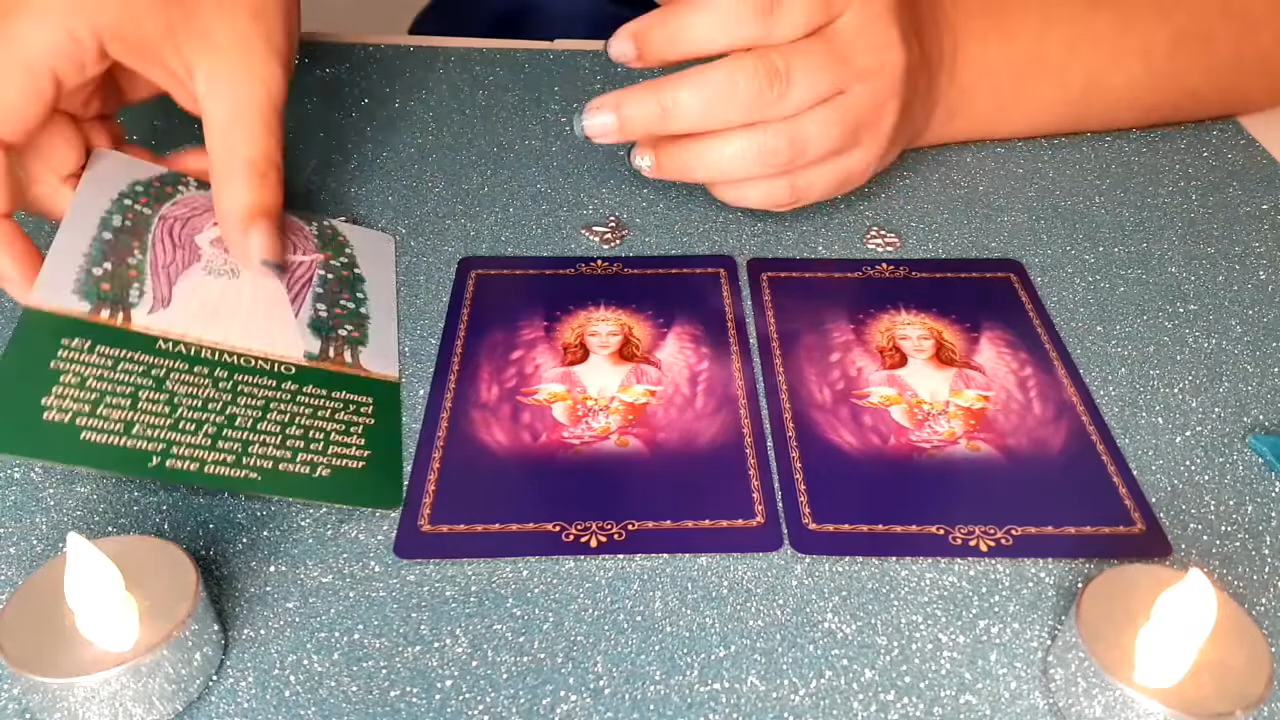 MATRIMONIO
«El matrimonio es la unión de dos almas
unidas por el amor, el respeto mutuo y el
compromiso. Significa que existe el deseo
de hacer que con el paso del tiempo el
amor sea más fuerte. El día de tu boda
debes legitimar tu fe natural en el poder
del amor. Estimado ser, debes procurar
mantener siempre viva esta fe
y este amor».